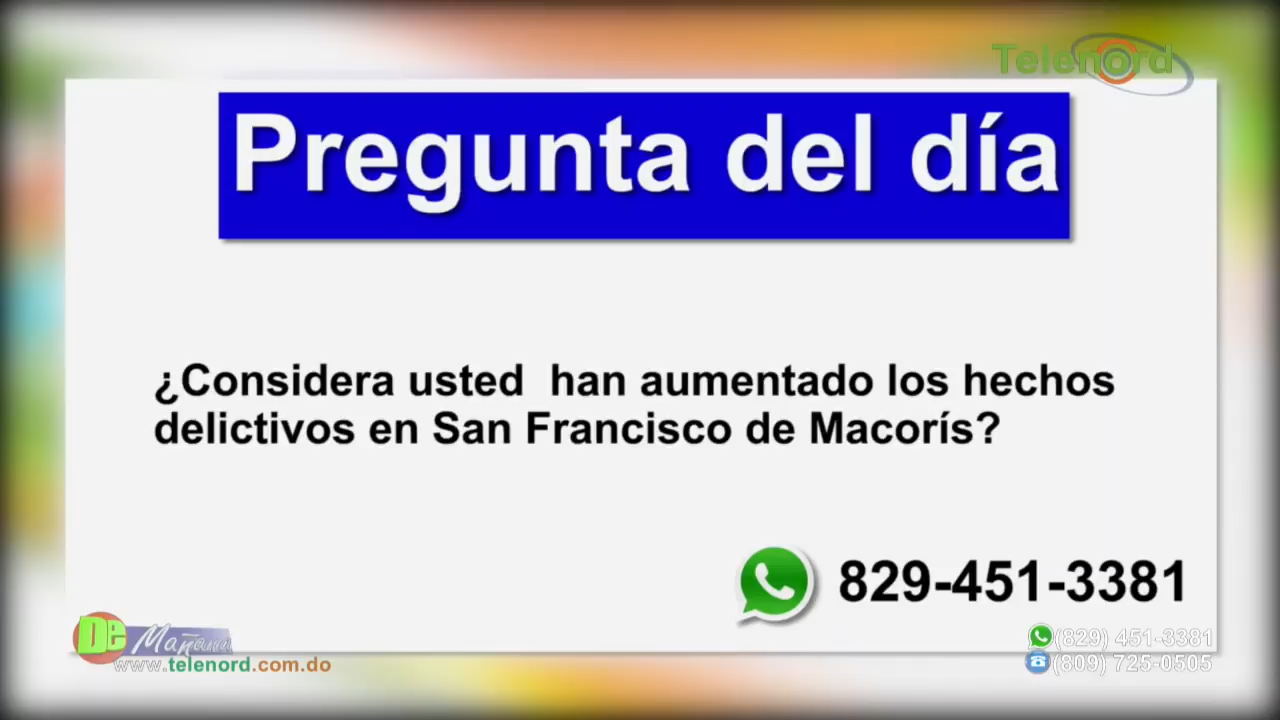 Telenord
Pregunta del día
¿Considera usted  han aumentado los hechos
delictivos en San Francisco de Macorís?
829-451-3381
De Mañana
www.telenord.com.do
(829) 451-3381
(809) 725-0505